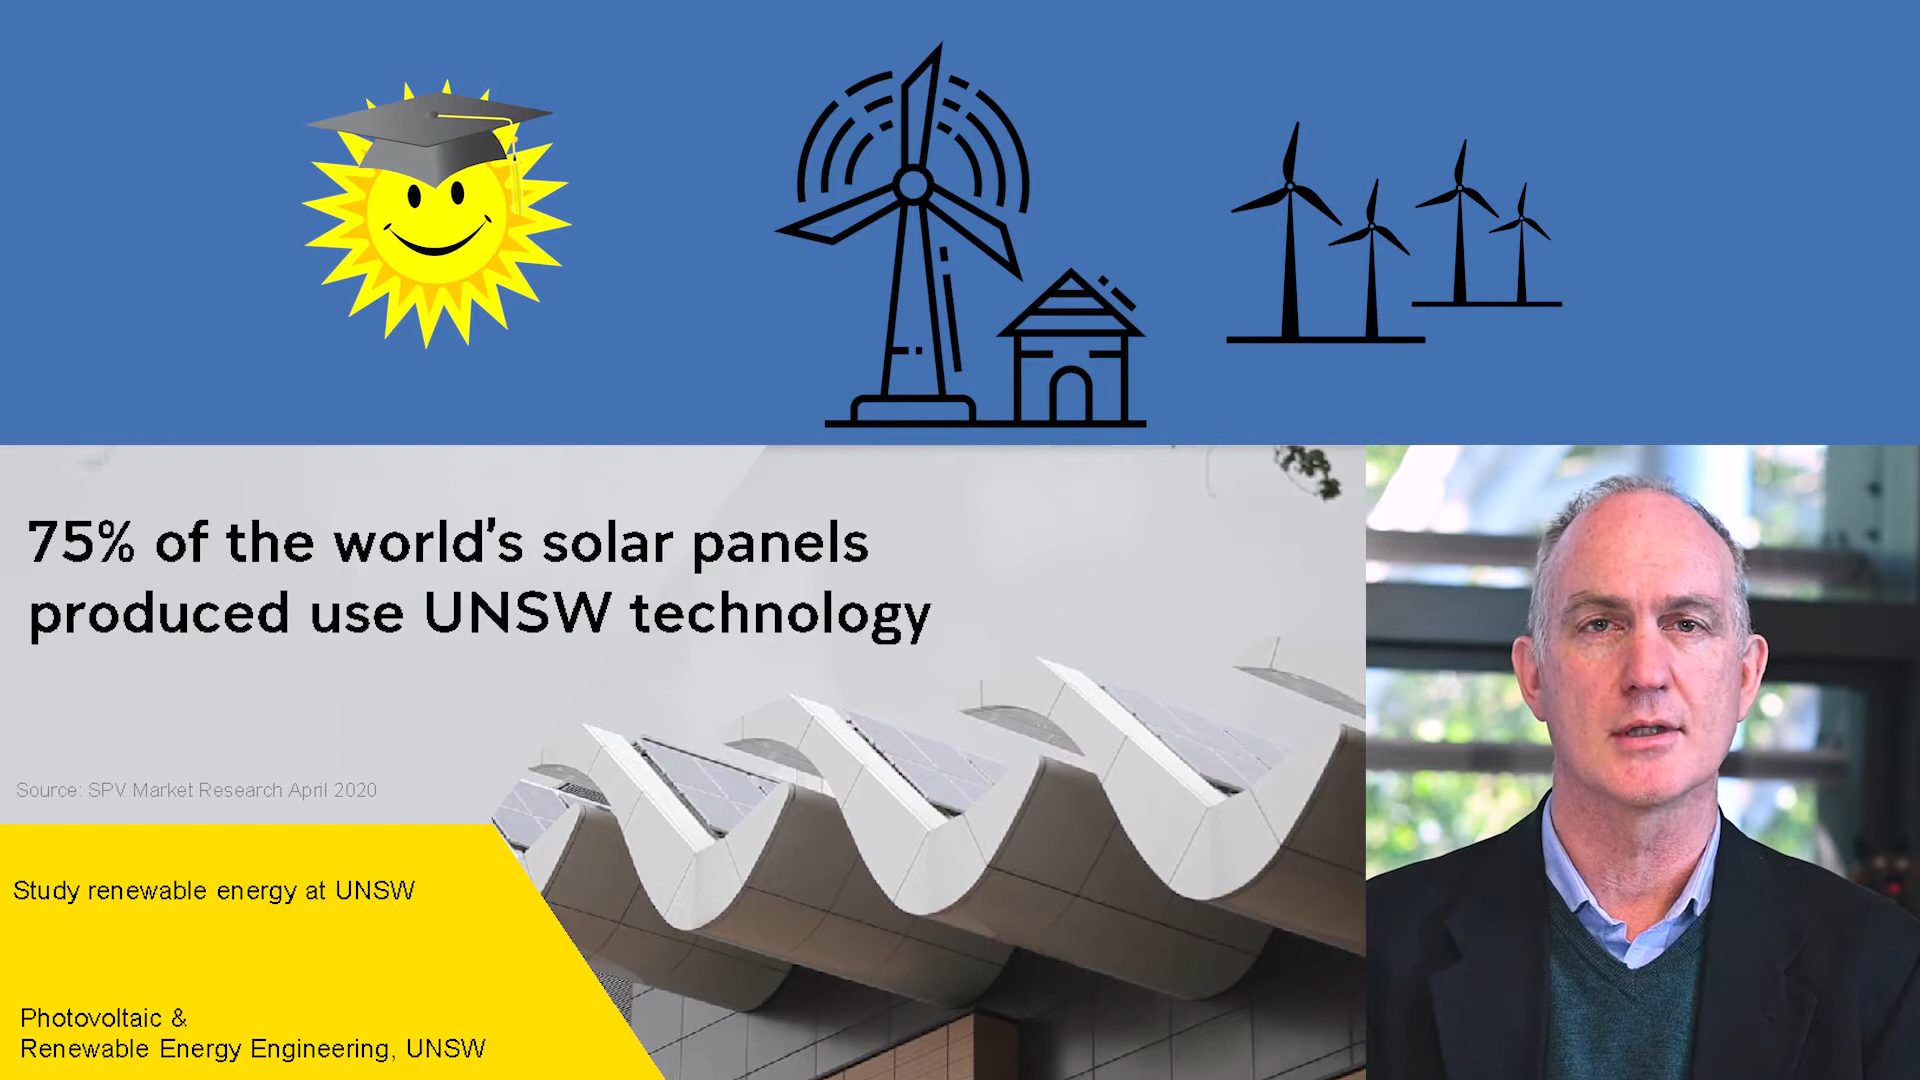 75% of the world's solar panels
produced use UNSW technology
Source: SPV Market Research April 2020
Study renewable energy at UNSW
Photovoltaic &
Renewable Energy Engineering, UNSW